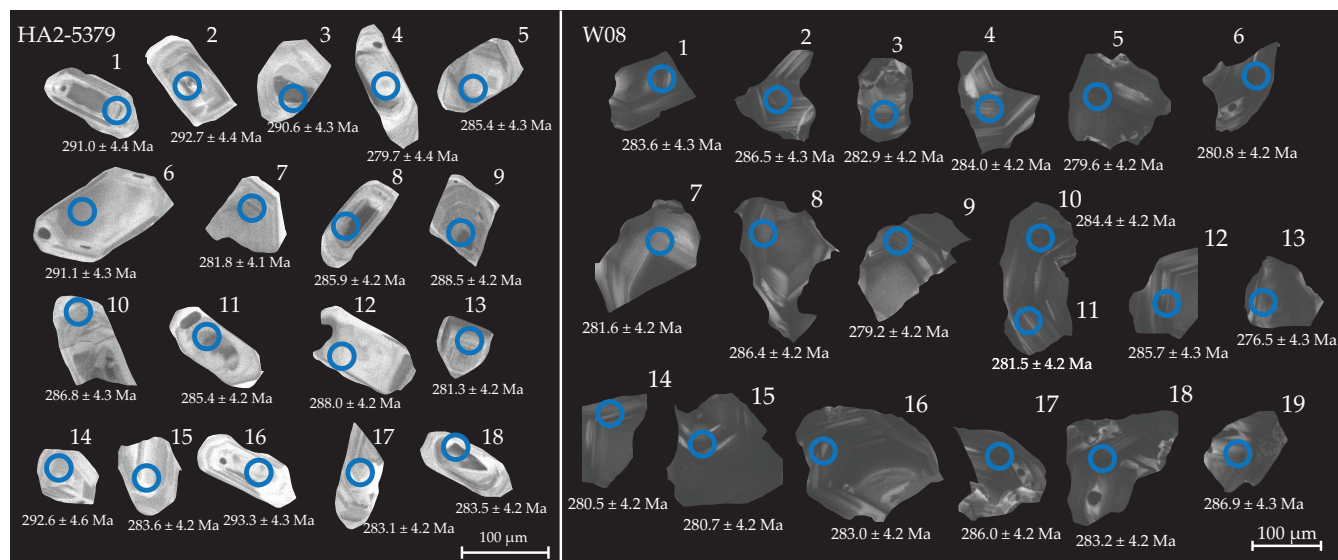 HA2-5379
1
2
3
4
5
291.0 ± 4.4 Ma
292.7 ± 4.4 Ma
290.6 ± 4.3 Ma
279.7 ± 4.4 Ma
285.4 ± 4.3 Ma
6
7
8
9
291.1 ± 4.3 Ma
281.8 ± 4.1 Ma
285.9 ± 4.2 Ma
288.5 ± 4.2 Ma
10
11
12
13
286.8 ± 4.3 Ma
285.4 ± 4.2 Ma
288.0 ± 4.2 Ma
281.3 ± 4.2 Ma
14
15
16
17
18
292.6 ± 4.6 Ma
283.6 ± 4.2 Ma
293.3 ± 4.3 Ma
283.1 ± 4.2 Ma
283.5 ± 4.2 Ma
100 µm
W08
1
2
3
4
5
6
283.6 ± 4.3 Ma
286.5 ± 4.3 Ma
282.9 ± 4.2 Ma
284.0 ± 4.2 Ma
279.6 ± 4.2 Ma
280.8 ± 4.2 Ma
7
8
9
10
284.4 ± 4.2 Ma
11
12
13
281.6 ± 4.2 Ma
286.4 ± 4.2 Ma
279.2 ± 4.2 Ma
281.5 ± 4.2 Ma
285.7 ± 4.3 Ma
276.5 ± 4.3 Ma
14
15
16
17
18
19
280.5 ± 4.2 Ma
280.7 ± 4.2 Ma
283.0 ± 4.2 Ma
286.0 ± 4.2 Ma
283.2 ± 4.2 Ma
286.9 ± 4.3 Ma
100 µm